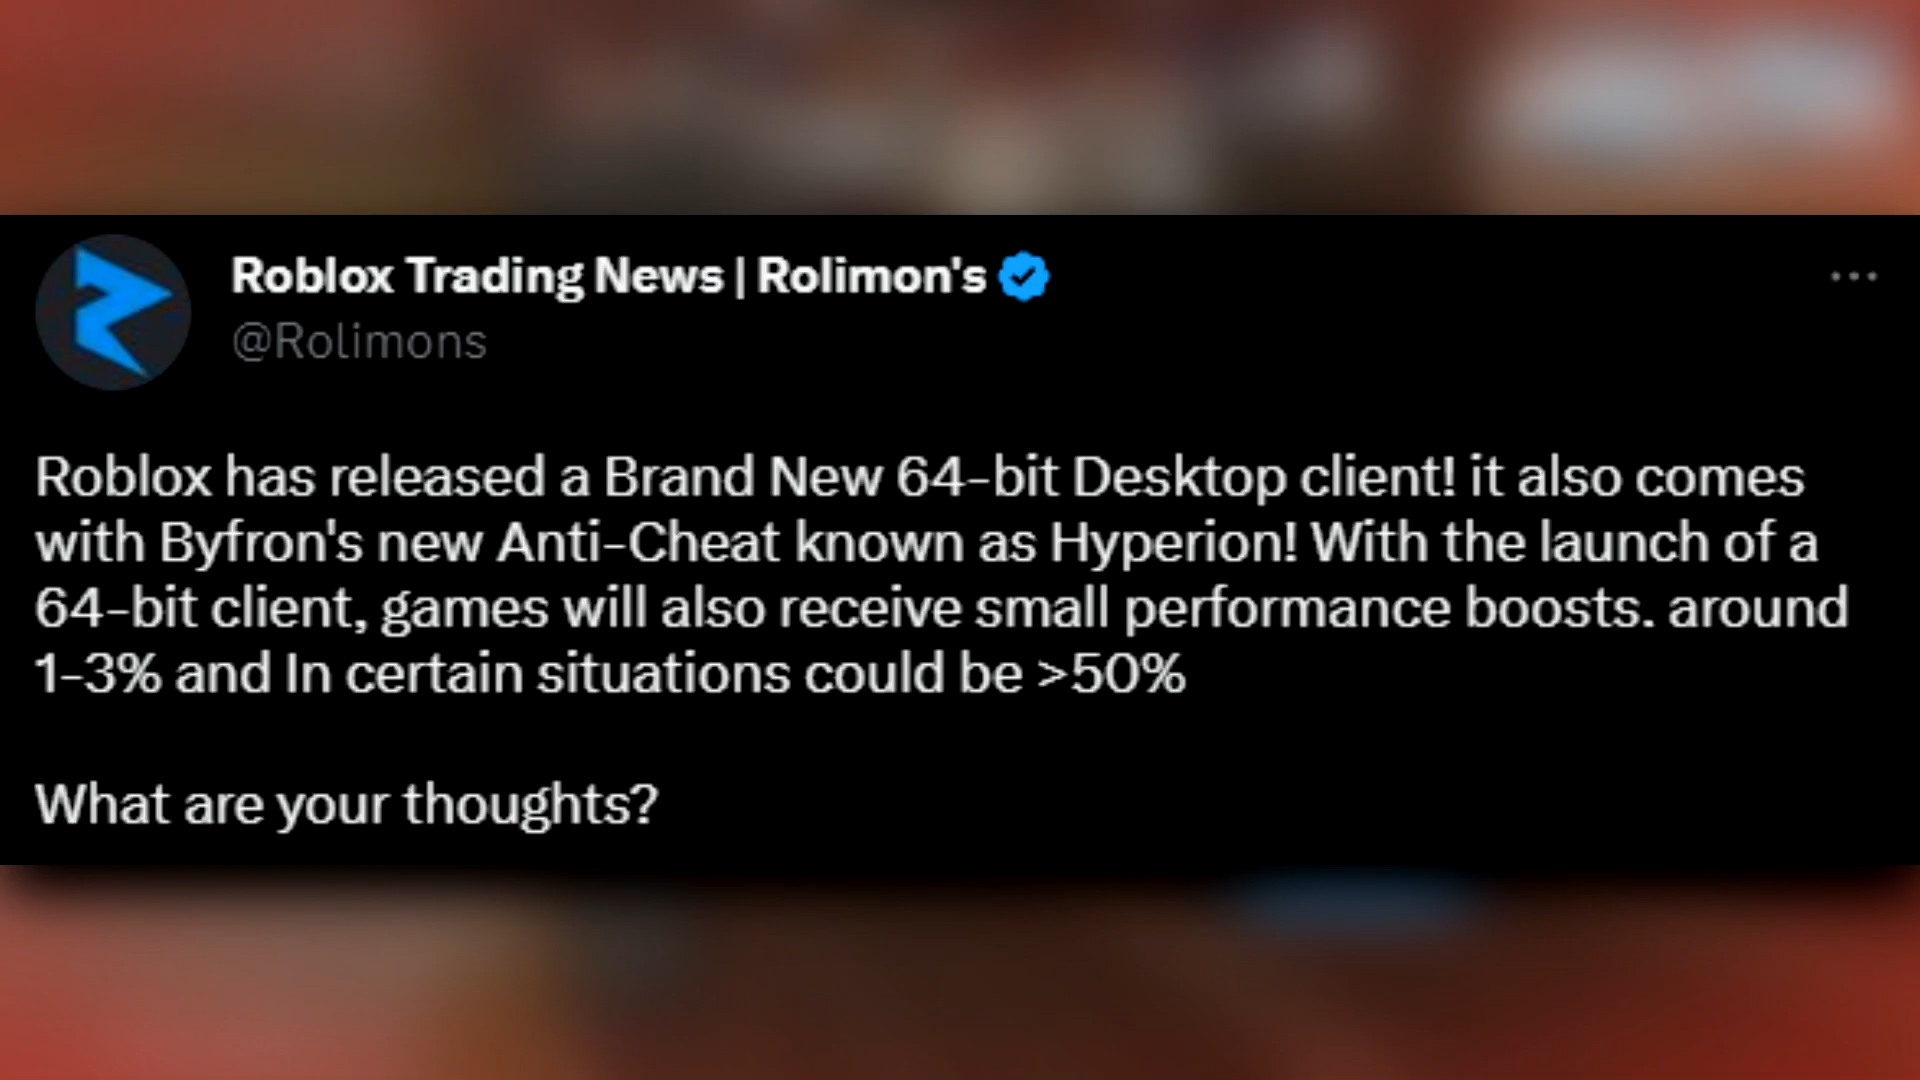 Roblox Trading News | Rolimon's
@Rolimons
Roblox has released a Brand New 64-bit Desktop client! it also comes
with Byfron's new Anti-Cheat known as Hyperion! With the launch of a
64-bit client, games will also receive small performance boosts. around
1-3% and In certain situations could be >50%
What are your thoughts?